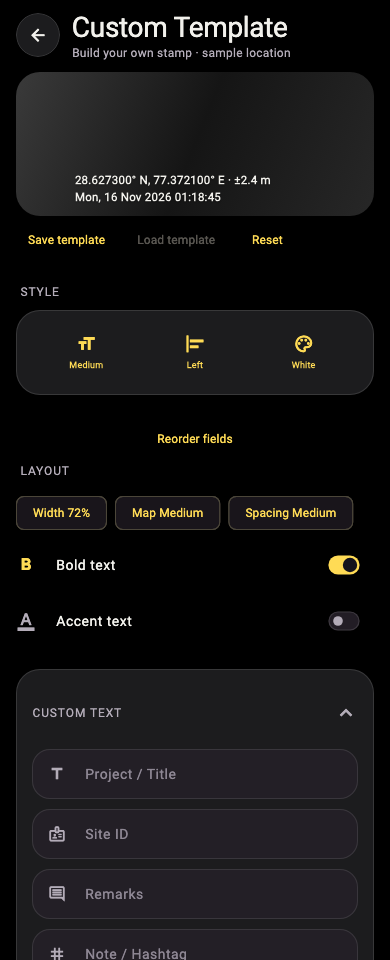 Custom Template
Build your own stamp · sample location
28.627300° N, 77.372100° E · ±2.4 m
Mon, 16 Nov 2026 01:18:45
Save template
Load template
Reset
STYLE
Medium
Left
White
Reorder fields
LAYOUT
Width 72%
Map Medium
Spacing Medium
B Bold text
A Accent text
CUSTOM TEXT
T Project / Title
Site ID
Remarks
# Note / Hashtag